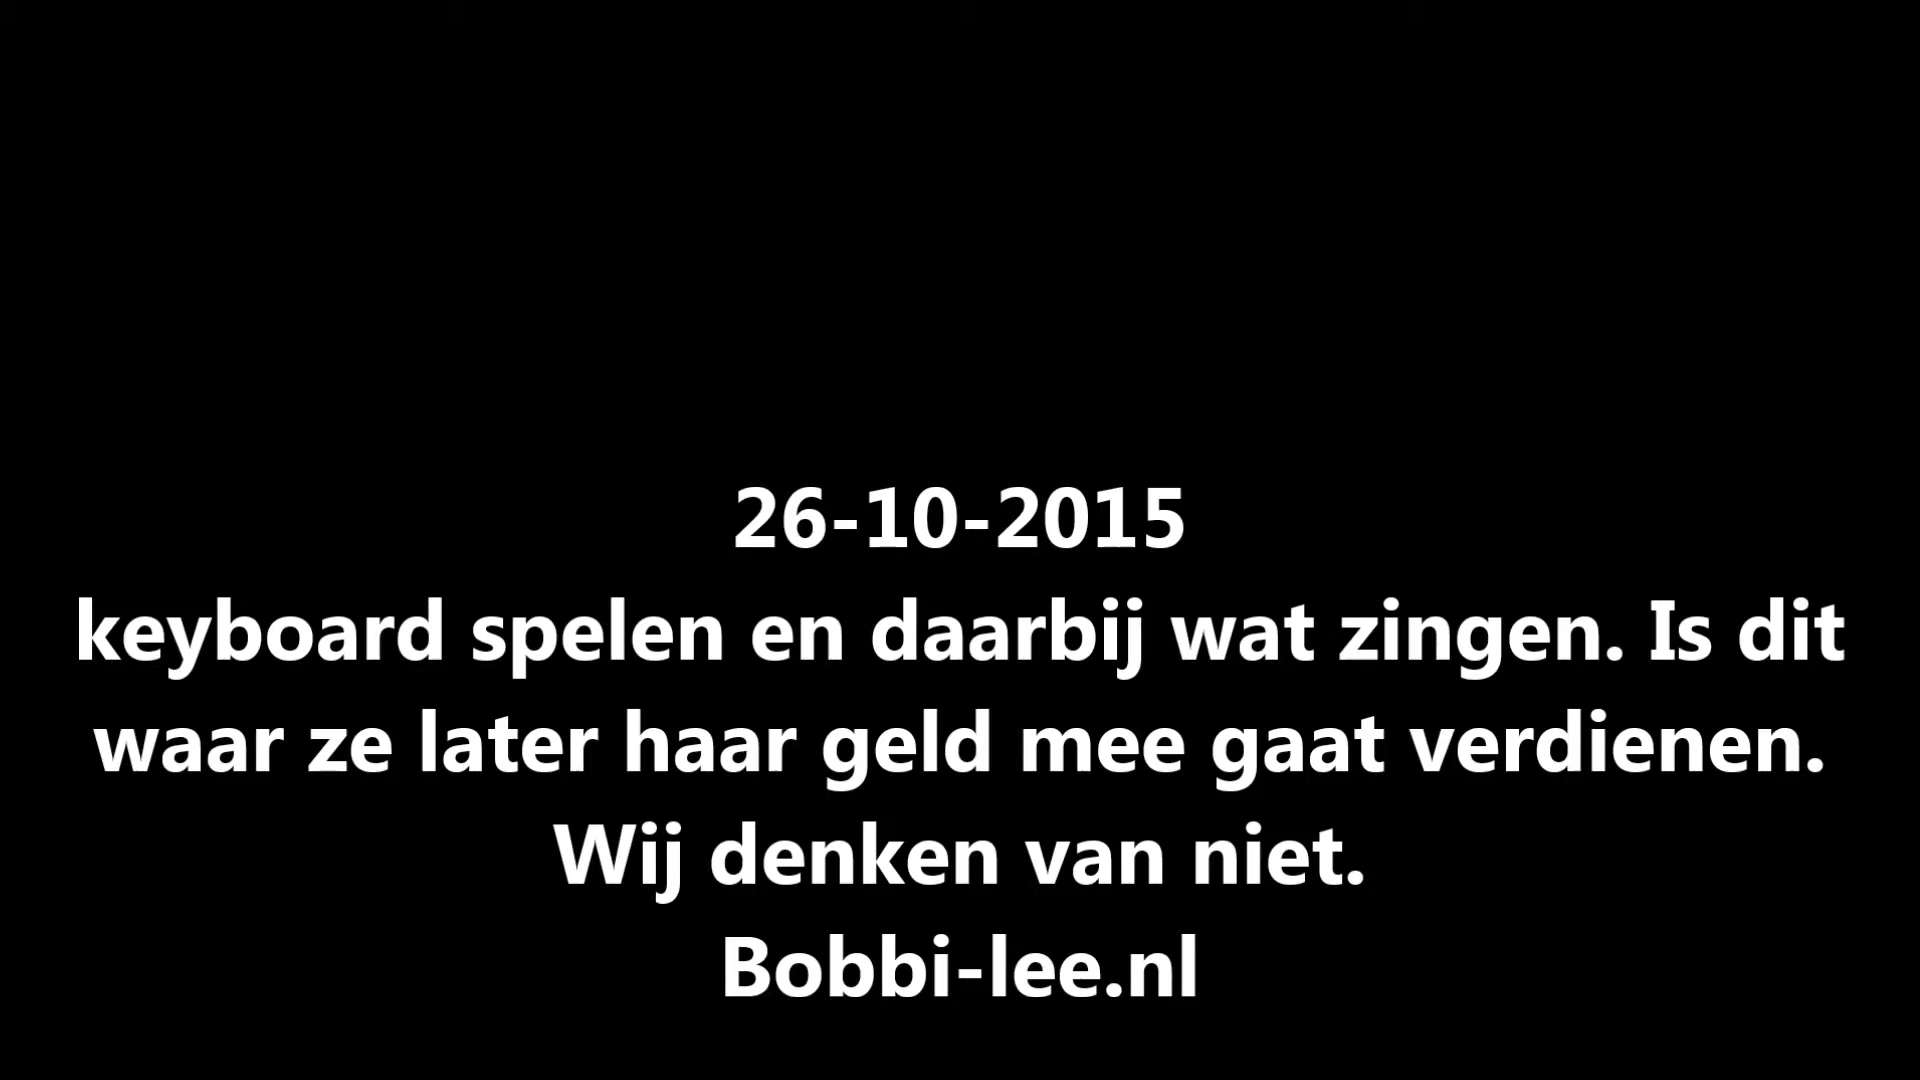 26-10-2015
keyboard spelen en daarbij wat zingen. Is dit
waar ze later haar geld mee gaat verdienen.
Wij denken van niet.
Bobbi-lee.nl